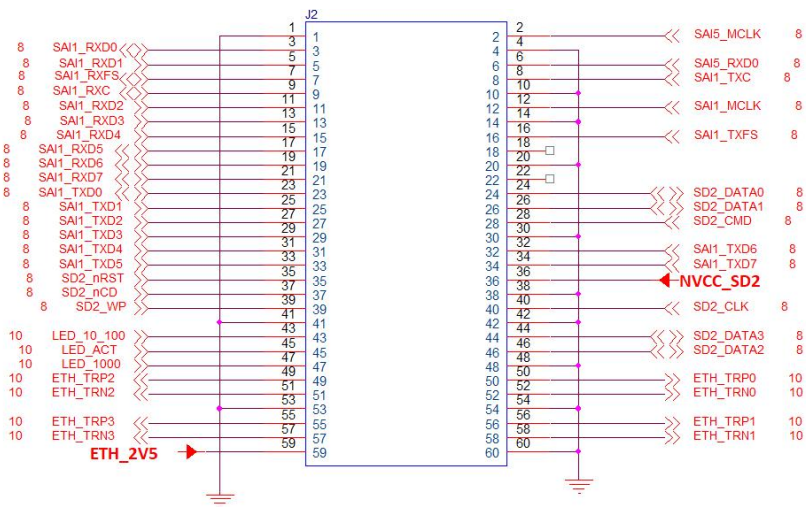 J2
1 1 2 2 SAI5_MCLK 8
8 SAI1_RXD0 3 3 4 4
8 SAI1_RXD1 5 5 6 6 SAI5_RXD0 8
8 SAI1_RXFS 7 7 8 8 SAI1_TXC 8
8 SAI1_RXC 9 9 10 10
8 SAI1_RXD2 11 11 12 12 SAI1_MCLK 8
8 SAI1_RXD3 13 13 14 14
8 SAI1_RXD4 15 15 16 16 SAI1_TXFS 8
8 SAI1_RXD5 17 17 18 18
8 SAI1_RXD6 19 19 20 20
8 SAI1_RXD7 21 21 22 22
8 SAI1_TXD0 23 23 24 24 SD2_DATA0 8
8 SAI1_TXD1 25 25 26 26 SD2_DATA1 8
8 SAI1_TXD2 27 27 28 28 SD2_CMD 8
8 SAI1_TXD3 29 29 30 30
8 SAI1_TXD4 31 31 32 32 SAI1_TXD6 8
8 SAI1_TXD5 33 33 34 34 SAI1_TXD7 8
8 SD2_nRST 35 35 36 36 NVCC_SD2
8 SD2_nCD 37 37 38 38
8 SD2_WP 39 39 40 40 SD2_CLK 8
41 41 42 42
10 LED_10_100 43 43 44 44 SD2_DATA3 8
10 LED_ACT 45 45 46 46 SD2_DATA2 8
10 LED_1000 47 47 48 48
10 ETH_TRP2 49 49 50 50 ETH_TRP0 10
10 ETH_TRN2 51 51 52 52 ETH_TRN0 10
53 53 54 54
10 ETH_TRP3 55 55 56 56 ETH_TRP1 10
10 ETH_TRN3 57 57 58 58 ETH_TRN1 10
ETH_2V5 59 59 60 60